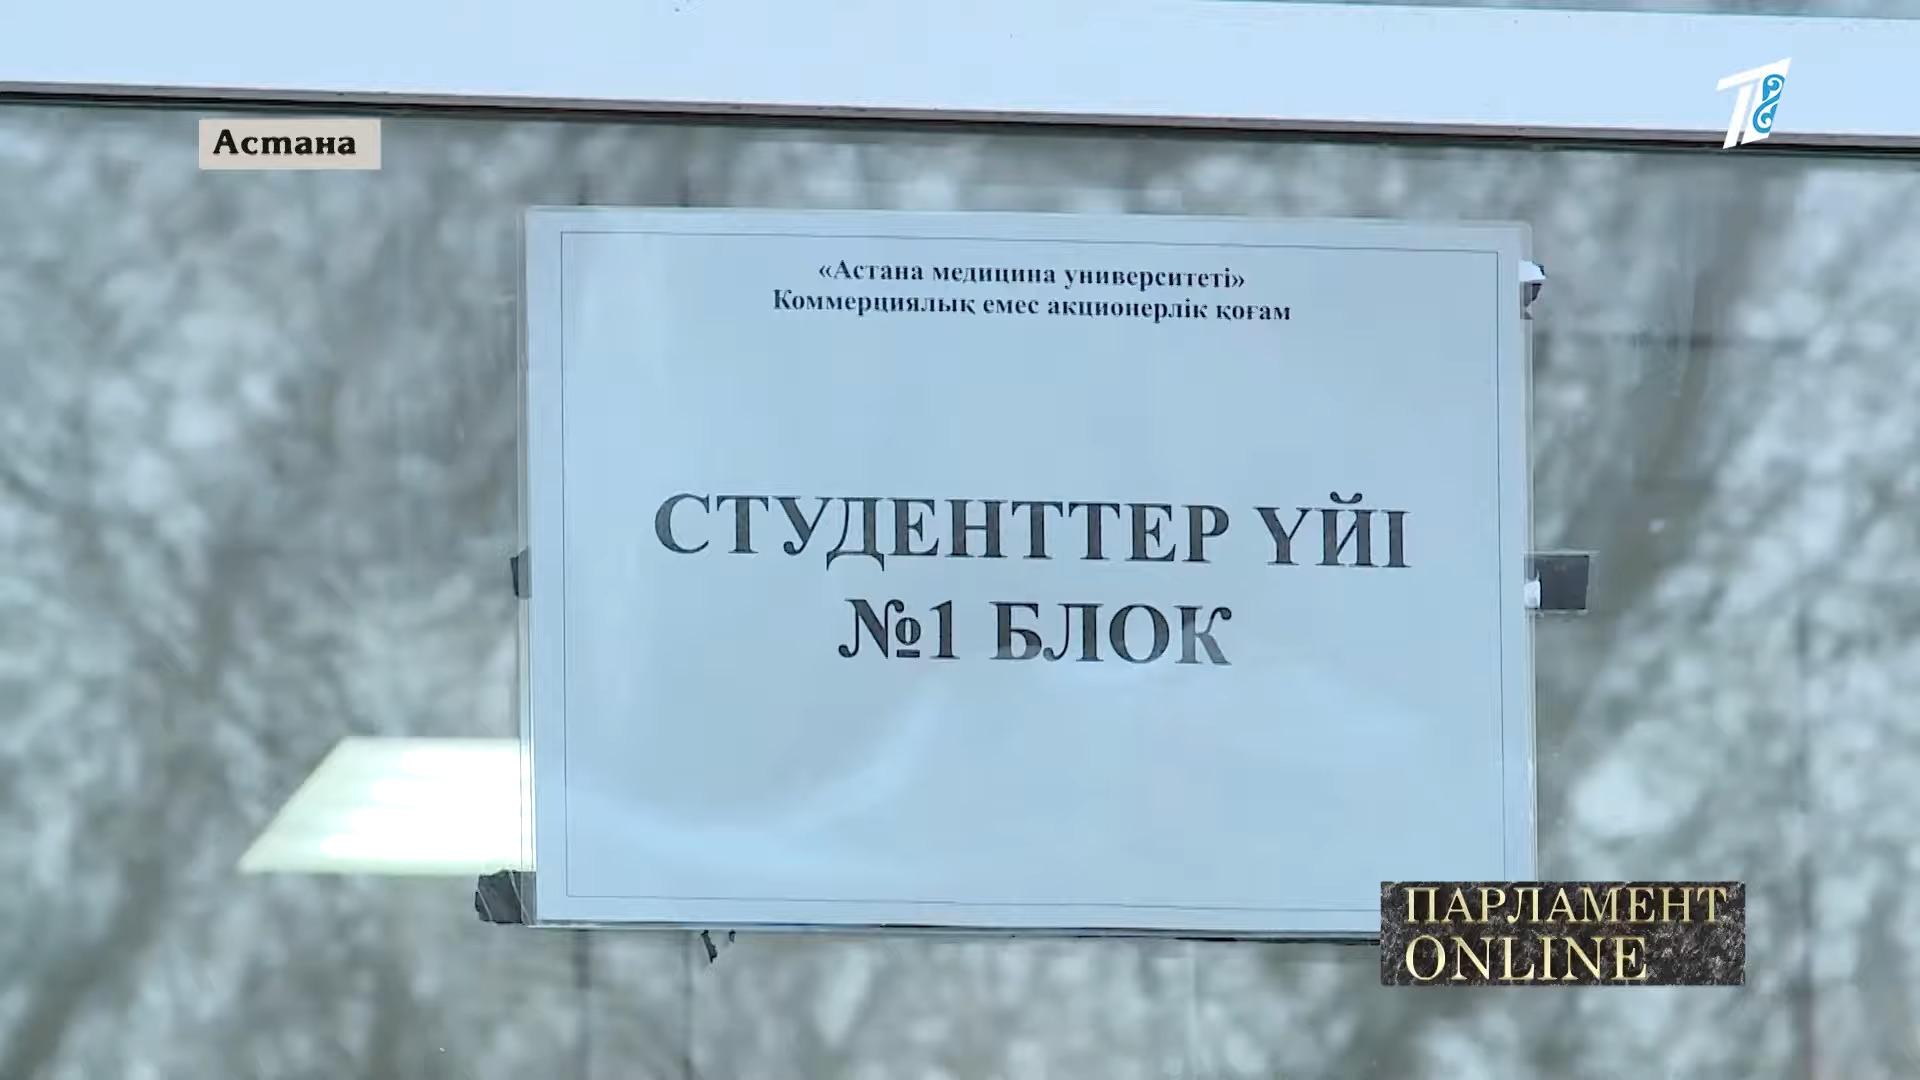 Астана
«Астана медицина университеті»
Коммерциялық емес акционерлік қоғам
СТУДЕНТТЕР ҮЙІ
№1 БЛОК
ПАРЛАМЕНТ
ONLINE